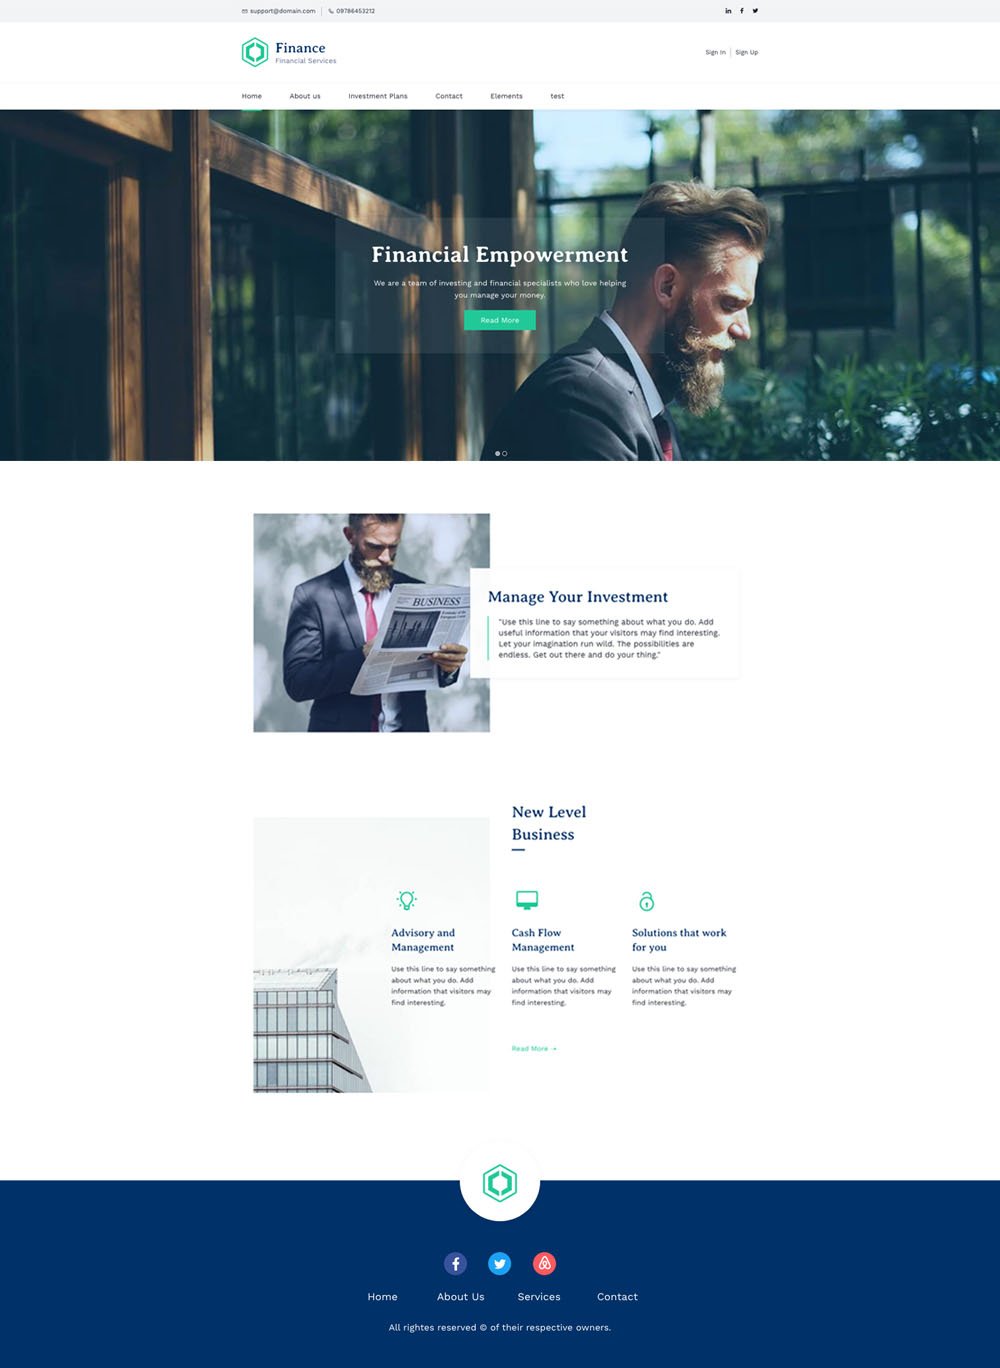 support@domain.com
09786453212
Finance
Financial Services
Sign In
Sign Up
Home
About us
Investment Plans
Contact
Elements
test
Financial Empowerment
We are a team of investing and financial specialists who love helping
you manage your money.
Read More
BUSINESS
Manage Your Investment
"Use this line to say something about what you do. Add
useful information that your visitors may find interesting.
Let your imagination run wild. The possibilities are
endless. Get out there and do your thing."
New Level
Business
Advisory and
Management
Use this line to say something
about what you do. Add
information that visitors may
find interesting.
Cash Flow
Management
Use this line to say something
about what you do. Add
information that visitors may
find interesting.
Solutions that work
for you
Use this line to say something
about what you do. Add
information that visitors may
find interesting.
Read More →
Home
About Us
Services
Contact
All rightes reserved © of their respective owners.